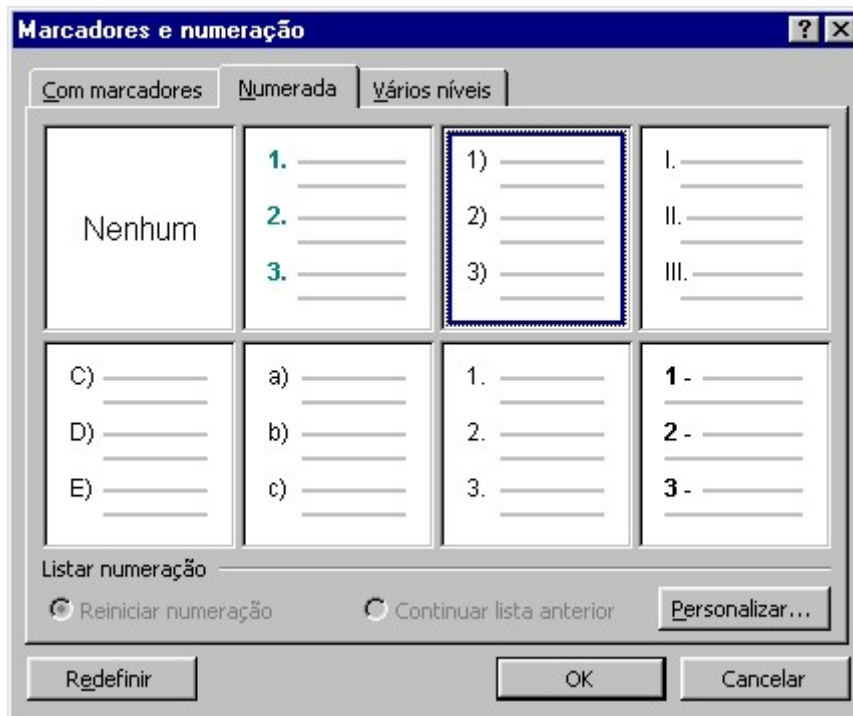 Marcadores e numeração
Com marcadores Numerada Vários níveis
Nenhum
1.
2.
3.
1)
2)
3)
I.
II.
III.
C)
D)
E)
a)
b)
c)
1.
2.
3.
1 -
2 -
3 -
Listar numeração
Reiniciar numeração Continuar lista anterior Personalizar...
Redefinir OK Cancelar